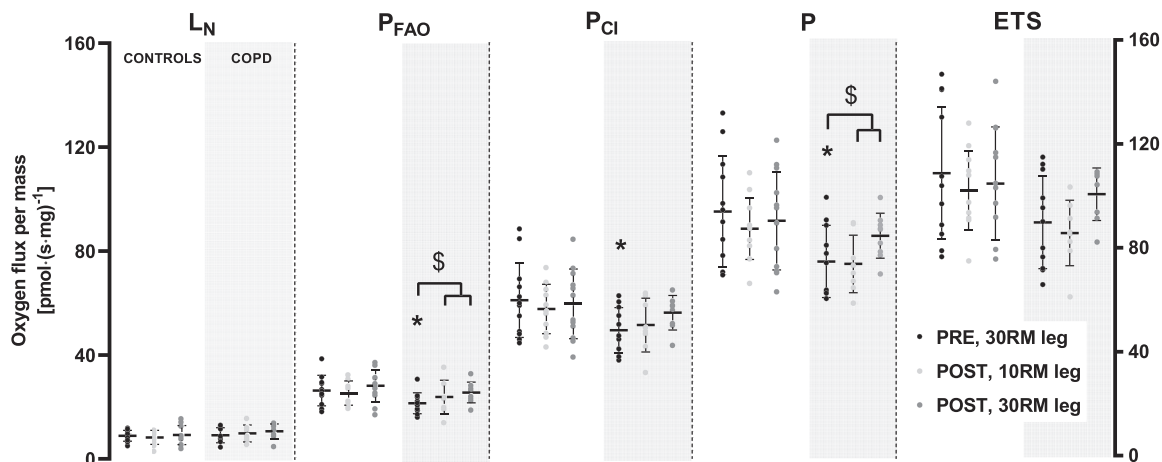 L_N P_FAO P_CI P ETS
CONTROLS COPD
Oxygen flux per mass
[pmol·(s·mg)⁻¹]
160 160
120 120
80 80
40 40
0 0
$ $
* * *
PRE, 30RM leg
POST, 10RM leg
POST, 30RM leg